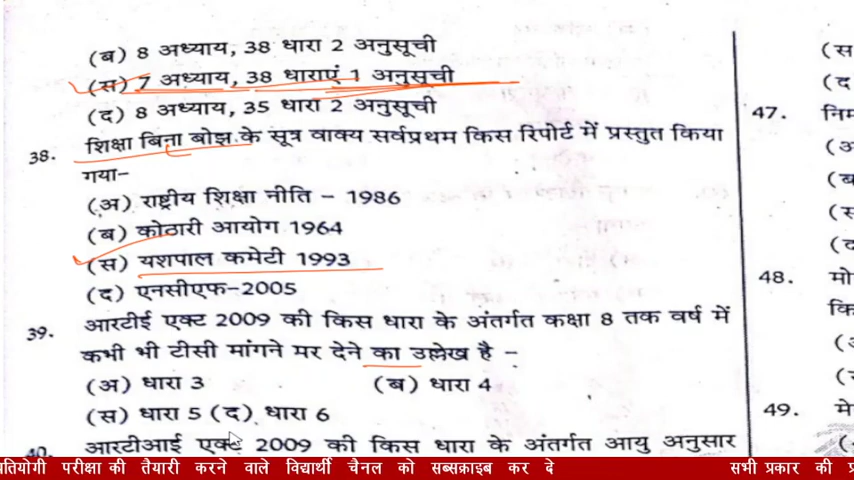 (ब) 8 अध्याय, 38 धारा 2 अनुसूची
(स) 7 अध्याय, 38 धाराएं 1 अनुसूची
(द) 8 अध्याय, 35 धारा 2 अनुसूची
38. शिक्षा बिना बोझ के सूत्र वाक्य सर्वप्रथम किस रिपोर्ट में प्रस्तुत किया
गया-
(अ) राष्ट्रीय शिक्षा नीति - 1986
(ब) कोठारी आयोग 1964
(स) यशपाल कमेटी 1993
(द) एनसीएफ-2005
39. आरटीई एक्ट 2009 की किस धारा के अंतर्गत कक्षा 8 तक वर्ष में
कभी भी टीसी मांगने मर देने का उल्लेख है -
(अ) धारा 3 (ब) धारा 4
(स) धारा 5 (द) धारा 6
40. आरटीआई एक्ट 2009 की किस धारा के अंतर्गत आयु अनुसार
(स
(द
47. निम
(अ
(ब
(स
(द
48. मो
कि
(
(
49. मे
(
प्रतियोगी परीक्षा की तैयारी करने वाले विद्यार्थी चैनल को सब्सक्राइब कर दे सभी प्रकार की प्र